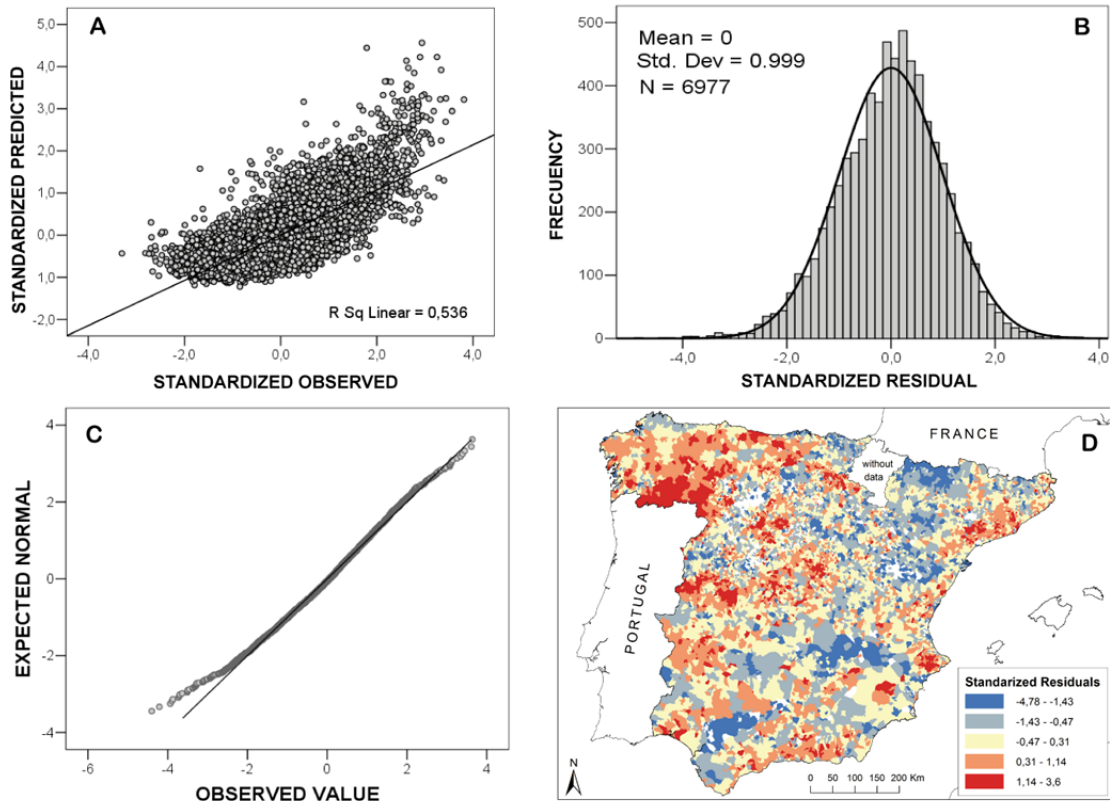 A
5,0
4,0
3,0
2,0
1,0
0,0
1,0
-2,0
STANDARDIZED PREDICTED
R Sq Linear = 0,536
-4,0 -2,0 0,0 2,0 4,0
STANDARDIZED OBSERVED
B
Mean = 0
Std. Dev = 0.999
N = 6977
500
400
300
200
100
0
FRECUENCY
-4,0 -2,0 0,0 2,0 4,0
STANDARDIZED RESIDUAL
C
4
2
0
-2
-4
EXPECTED NORMAL
-6 -4 -2 0 2 4
OBSERVED VALUE
D
FRANCE
without
data
PORTUGAL
Standarized Residuals
-4,78 - -1,43
-1,43 - -0,47
-0,47 - 0,31
0,31 - 1,14
1,14 - 3,6
N
0 50 100 150 200 Km